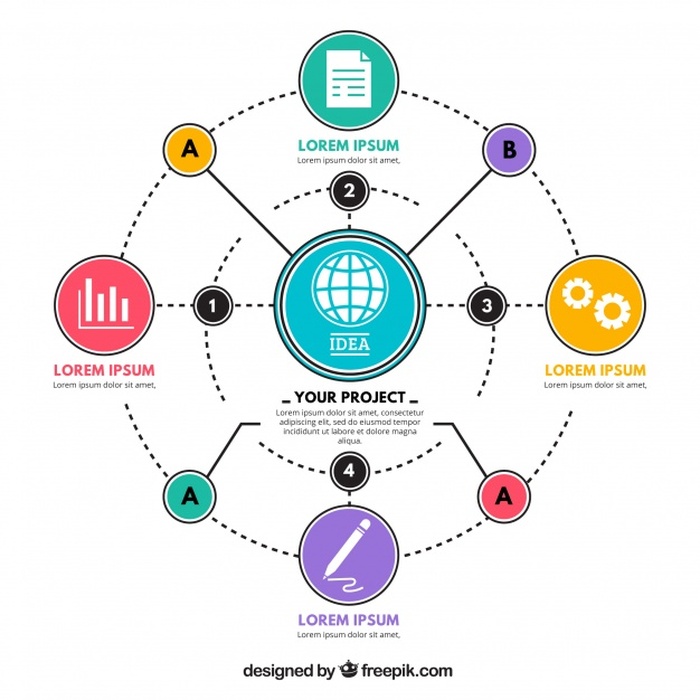 LOREM IPSUM
Lorem ipsum dolor sit amet,
A
B
2
1
3
IDEA
LOREM IPSUM
Lorem ipsum dolor sit amet,
LOREM IPSUM
Lorem ipsum dolor sit amet,
_ YOUR PROJECT _
Lorem ipsum dolor sit amet, consectetur
adipiscing elit, sed do eiusmod tempor
incididunt ut labore et dolore magna
aliqua.
4
A
A
LOREM IPSUM
Lorem ipsum dolor sit amet,
designed by freepik.com